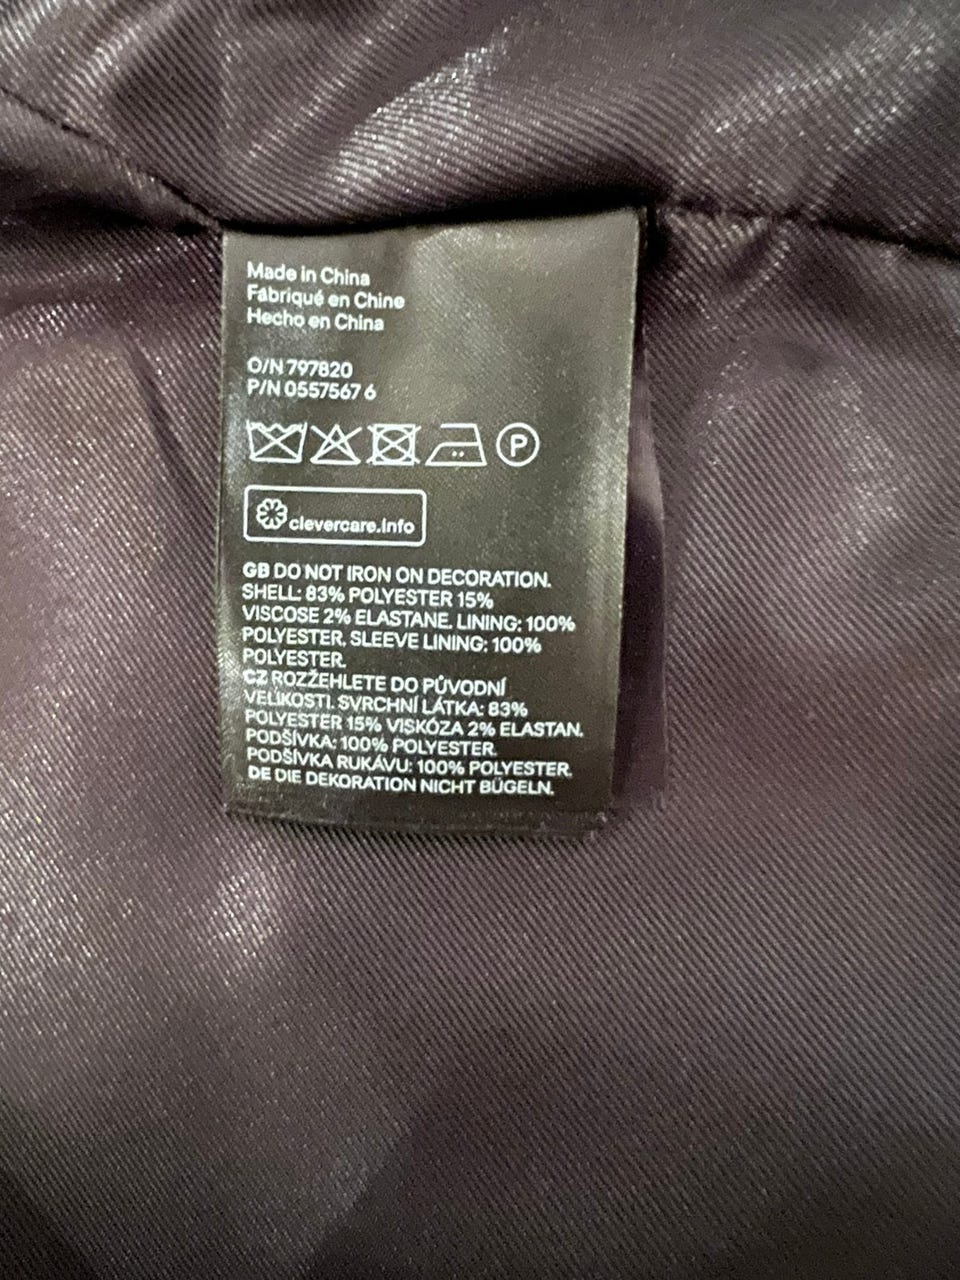 Made in China
Fabriqué en Chine
Hecho en China
O/N 797820
P/N 0557567 6
P
clevercare.info
GB DO NOT IRON ON DECORATION.
SHELL: 83% POLYESTER 15%
VISCOSE 2% ELASTANE. LINING: 100%
POLYESTER. SLEEVE LINING: 100%
POLYESTER.
CZ ROZŽEHLETE DO PŮVODNÍ
VELIKOSTI. SVRCHNÍ LÁTKA: 83%
POLYESTER 15% VISKÓZA 2% ELASTAN.
PODŠÍVKA: 100% POLYESTER.
PODŠÍVKA RUKÁVU: 100% POLYESTER.
DE DIE DEKORATION NICHT BÜGELN.